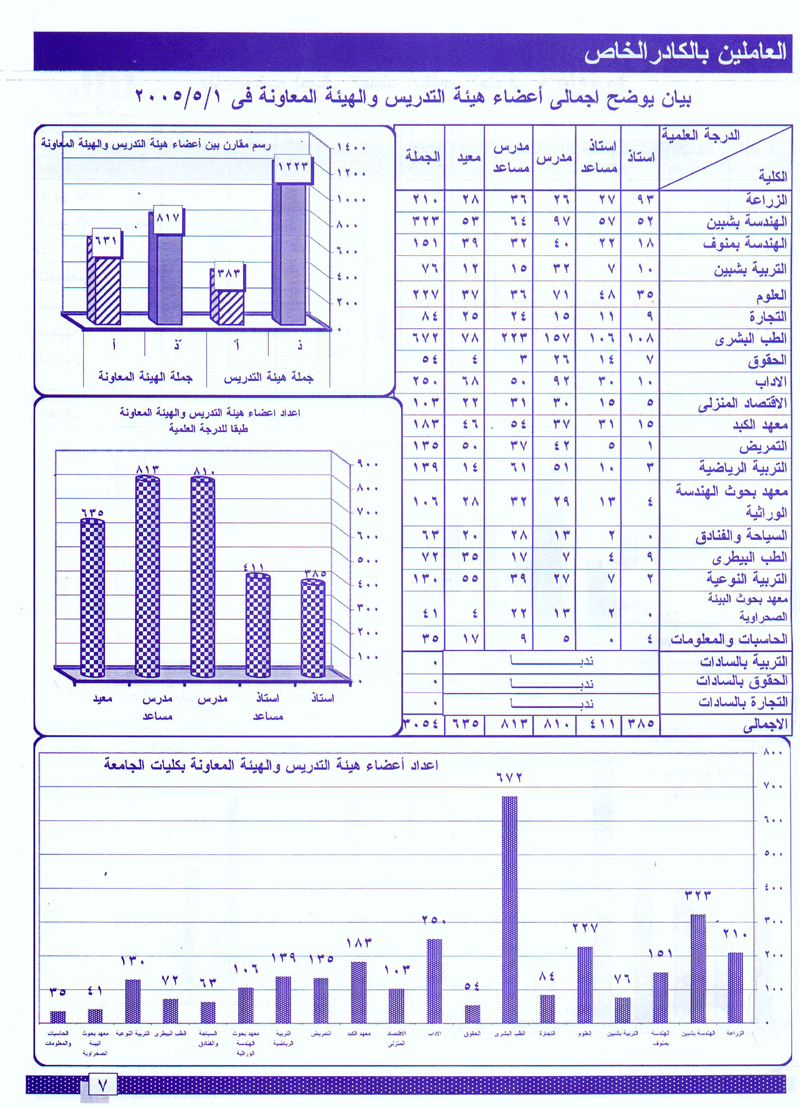 العاملين بالكادر الخاص
بيان يوضح اجمالى أعضاء هيئة التدريس والهيئة المعاونة فى ٢٠٠٥/٥/١
الدرجة العلمية
الكلية
استاذ
استاذ مساعد
مدرس
مدرس مساعد
معيد
الجملة
الزراعة ٩٣ ٢٧ ٢٦ ٣٦ ٢٨ ٢١٠
الهندسة بشبين ٥٢ ٥٧ ٩٧ ٦٤ ٥٣ ٣٢٣
الهندسة بمنوف ١٨ ٢٢ ٤٠ ٣٢ ٣٩ ١٥١
التربية بشبين ١٠ ٧ ٣٢ ١٥ ١٢ ٧٦
العلوم ٣٥ ٤٨ ٧١ ٣٦ ٣٧ ٢٢٧
التجارة ٩ ١١ ١٥ ٢٤ ٢٥ ٨٤
الطب البشرى ١٠٨ ١٠٦ ١٥٧ ٢٢٣ ٧٨ ٦٧٢
الحقوق ٧ ١٤ ٢٦ ٣ ٤ ٥٤
الاداب ١٠ ٣٠ ٩٢ ٥٠ ٦٨ ٢٥٠
الاقتصاد المنزلى ٥ ١٥ ٣٠ ٣١ ٢٢ ١٠٣
معهد الكبد ١٥ ٣١ ٣٧ ٥٤ ٤٦ ١٨٣
التمريض ١ ٥ ٤٢ ٣٧ ٥٠ ١٣٥
التربية الرياضية ٣ ١٠ ٥١ ٦١ ١٤ ١٣٩
معهد بحوث الهندسة
الوراثية ٤ ١٣ ٢٩ ٣٢ ٢٨ ١٠٦
السياحة والفنادق ٠ ٢ ١٣ ٢٨ ٢٠ ٦٣
الطب البيطرى ٩ ٤ ٧ ١٧ ٣٥ ٧٢
التربية النوعية ٢ ٧ ٢٧ ٣٩ ٥٥ ١٣٠
معهد بحوث البيئة
الصحراوية ٠ ٢ ١٣ ٢٢ ٤ ٤١
الحاسبات والمعلومات ٤ ٠ ٥ ٩ ١٧ ٣٥
التربية بالسادات ندبـــا ٠
الحقوق بالسادات ندبـــا ٠
التجارة بالسادات ندبـــا ٠
الاجمالى ٣٨٥ ٤١١ ٨١٠ ٨١٣ ٦٣٥ ٣٠٥٤
رسم مقارن بين أعضاء هيئة التدريس والهيئة المعاونة
١٤٠٠
١٢٠٠
١٠٠٠
٨٠٠
٦٠٠
٤٠٠
٢٠٠
٠
١٢٢٣ ٣٨٣ ٨١٧ ٦٣١
ذ أ ذ أ
جملة هيئة التدريس جملة الهيئة المعاونة
اعداد اعضاء هيئة التدريس والهيئة المعاونة
طبقا للدرجة العلمية
٩٠٠
٨٠٠
٧٠٠
٦٠٠
٥٠٠
٤٠٠
٣٠٠
٢٠٠
١٠٠
٠
٣٨٥ ٤١١ ٨١٠ ٨١٣ ٦٣٥
استاذ استاذ مساعد مدرس مدرس مساعد معيد
اعداد أعضاء هيئة التدريس والهيئة المعاونة بكليات الجامعة
٨٠٠
٧٠٠
٦٠٠
٥٠٠
٤٠٠
٣٠٠
٢٠٠
١٠٠
٠
٢١٠ ٣٢٣ ١٥١ ٧٦ ٢٢٧ ٨٤ ٦٧٢ ٥٤ ٢٥٠ ١٠٣ ١٨٣ ١٣٥ ١٣٩ ١٠٦ ٦٣ ٧٢ ١٣٠ ٤١ ٣٥
الزراعة
الهندسة بشبين
الهندسة بمنوف
التربية بشبين
العلوم
التجارة
الطب البشرى
الحقوق
الاداب
الاقتصاد المنزلى
معهد الكبد
التمريض
التربية الرياضية
معهد بحوث الهندسة الوراثية
السياحة والفنادق
الطب البيطرى
التربية النوعية
معهد بحوث البيئة الصحراوية
الحاسبات والمعلومات
٧